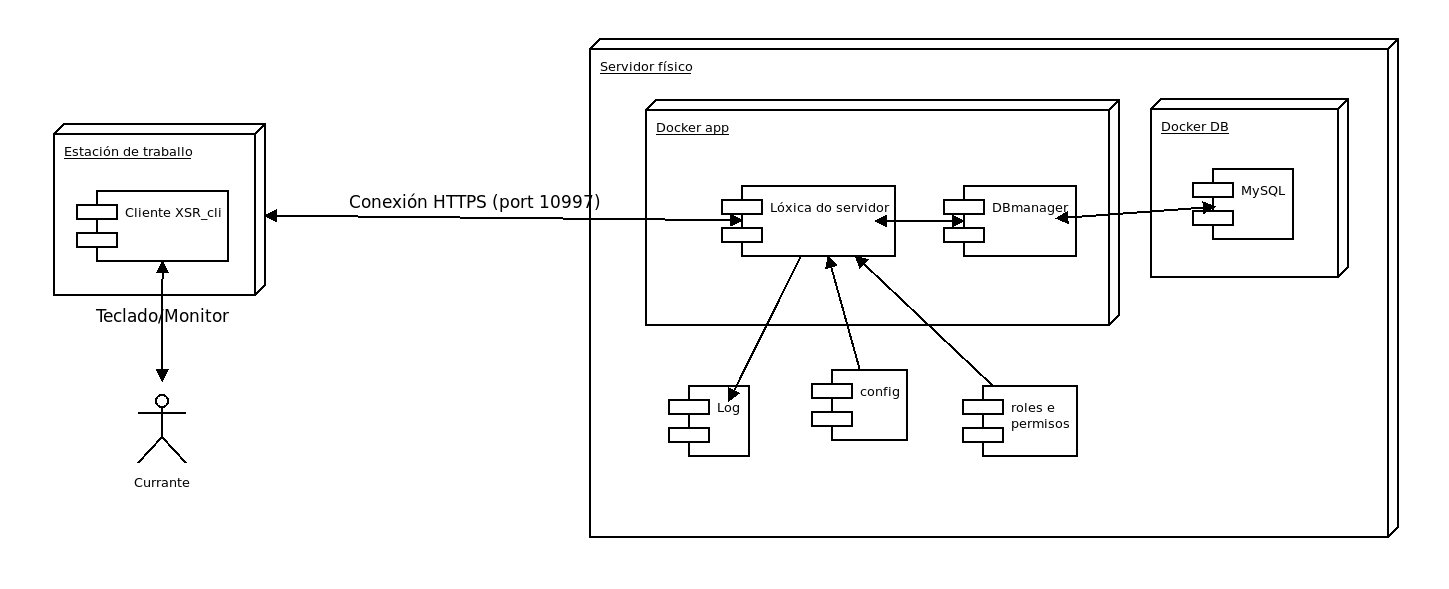 Servidor físico
Docker app
Docker DB
Estación de traballo
Cliente XSR_cli
Conexión HTTPS (port 10997)
Lóxica do servidor
DBmanager
MySQL
Teclado/Monitor
Log
config
roles e
permisos
Currante